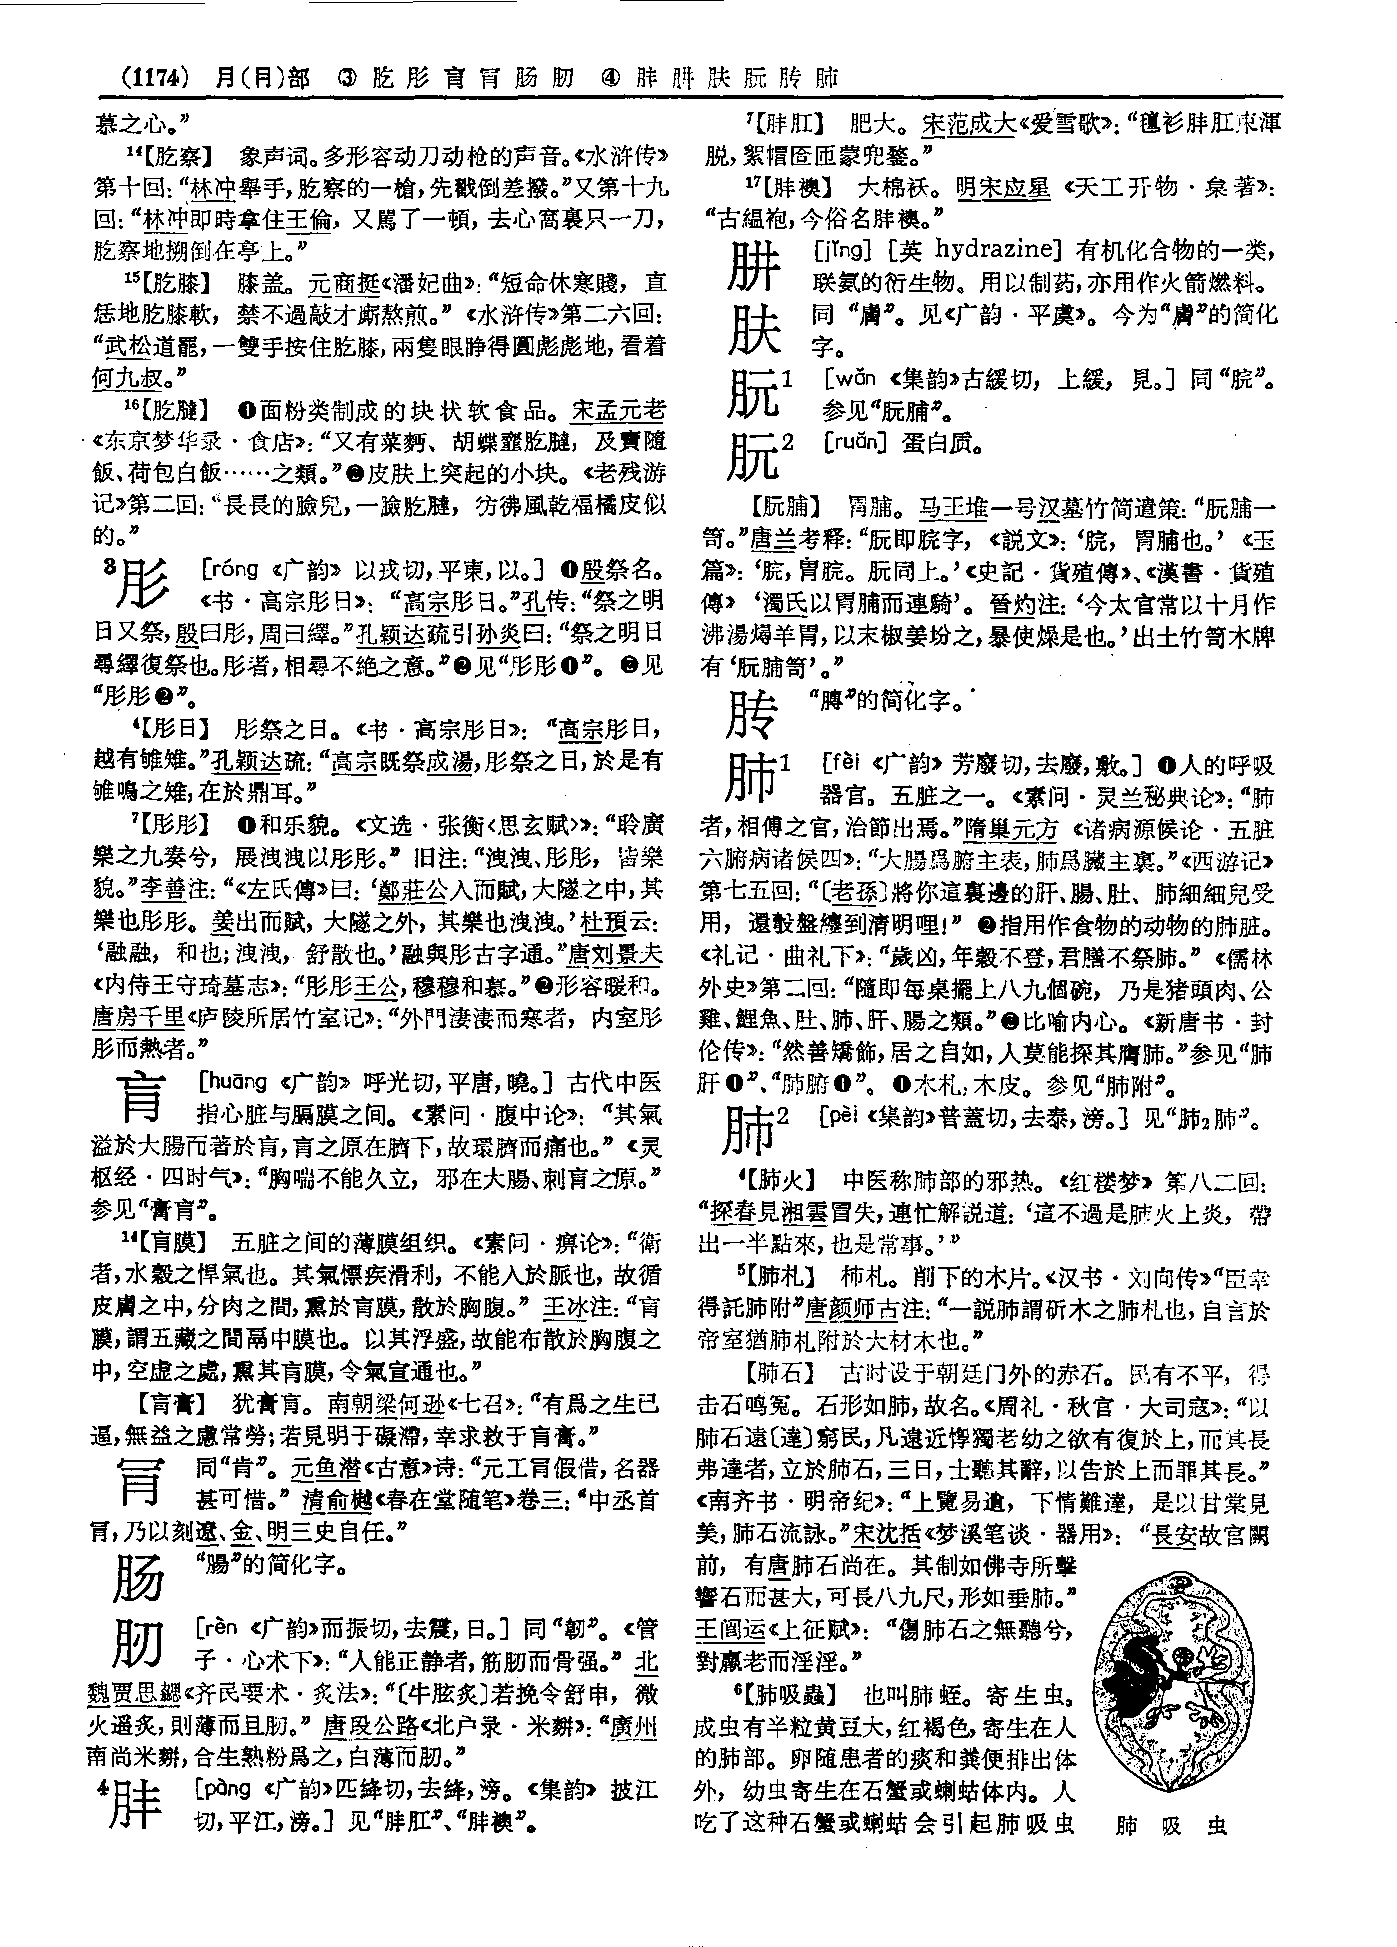 (1174) 月(⺼)部 ③ 肐 肜 肓 肎 肠 肕 ④ 胩 肼 肤 朊 䏝 肺
慕之心。”
¹⁴【肐察】 象声词。多形容动刀动枪的声音。《水浒传》
第十回：“林冲舉手，肐察的一槍，先戳倒差撥。”又第十九
回：“林冲即時拿住王倫，又罵了一頓，去心窩裏只一刀，
肐察地搠倒在亭上。”
¹⁵【肐膝】 膝盖。元商挺《潘妃曲》：“短命休寒賤，直
恁地肐膝軟，禁不過敲才廝熬煎。”《水浒传》第二六回：
“武松道罷，一雙手按住肐膝，兩隻眼睁得圓彪彪地，看着
何九叔。”
¹⁶【肐膖】 ❶面粉类制成的块状软食品。宋孟元老
《东京梦华录·食店》：“又有菜麪、胡蝶虀肐膖，及賣隨
飯、荷包白飯……之類。”❷皮肤上突起的小块。《老残游
记》第二回：“長長的臉兒，一臉肐膖，彷彿風乾福橘皮似
的。”
3 肜 [róng 《广韵》 以戎切，平東，以。] ❶殷祭名。
《书·高宗肜日》：“高宗肜日。”孔传：“祭之明
日又祭，殷曰肜，周曰繹。”孔颖达疏引孙炎曰：“祭之明日
尋繹復祭也。肜者，相尋不絶之意。”❷见“肜肜❶”。❸见
“肜肜❷”。
⁴【肜日】 肜祭之日。《书·高宗肜日》：“高宗肜日，
越有雊雉。”孔颖达疏：“高宗既祭成湯，肜祭之日，於是有
雊鳴之雉，在於鼎耳。”
⁷【肜肜】 ❶和乐貌。《文选·张衡〈思玄赋〉》：“聆廣
樂之九奏兮，展洩洩以肜肜。”旧注：“洩洩、肜肜，皆樂
貌。”李善注：“《左氏傳》曰：‘鄭莊公入而賦，大隧之中，其
樂也肜肜。姜出而賦，大隧之外，其樂也洩洩。’杜預云：
‘融融，和也；洩洩，舒散也。’融與肜古字通。”唐刘景夫
《内侍王守琦墓志》：“肜肜王公，穆穆和慕。”❷形容暖和。
唐房千里《庐陵所居竹室记》：“外門淒淒而寒者，内室肜
肜而熱者。”
肓 [huāng 《广韵》 呼光切，平唐，曉。] 古代中医
指心脏与膈膜之间。《素问·腹中论》：“其氣
溢於大腸而著於肓，肓之原在臍下，故環臍而痛也。”《灵
枢经·四时气》：“胸喘不能久立，邪在大腸、刺肓之原。”
参见“膏肓”。
¹⁴【肓膜】 五脏之间的薄膜组织。《素问·痹论》：“衛
者，水穀之悍氣也。其氣慓疾滑利，不能入於脈也，故循
皮膚之中，分肉之間，熏於肓膜，散於胸腹。”王冰注：“肓
膜，謂五藏之間鬲中膜也。以其浮盛，故能布散於胸腹之
中，空虚之處，熏其肓膜，令氣宣通也。”
【肓膏】 犹膏肓。南朝梁何逊《七召》：“有爲之生已
逼，無益之慮常勞；若見明于礙滯，幸求救于肓膏。”
肎 同“肯”。元鱼潜《古意》诗：“元工肎假借，名器
甚可惜。”清俞樾《春在堂随笔》卷三：“中丞首
肎，乃以刻遼、金、明三史自任。”
肠 “腸”的简化字。
肕 [rèn 《广韵》而振切，去震，日。] 同“韌”。《管
子·心术下》：“人能正静者，筋肕而骨强。”北
魏贾思勰《齐民要术·炙法》：“〔牛胘炙〕若挽令舒申，微
火遥炙，則薄而且肕。”唐段公路《北户录·米䴵》：“廣州
南尚米䴵，合生熟粉爲之，白薄而肕。”
4 胩 [pàng 《广韵》匹絳切，去絳，滂。《集韵》 披江
切，平江，滂。] 见“胩肛”、“胩襖”。
⁷【胩肛】 肥大。宋范成大《爱雪歌》：“氊衫胩肛束渾
脱，絮帽匼匝蒙兜鍪。”
¹⁷【胩襖】 大棉袄。明宋应星《天工开物·枲著》：
“古緼袍，今俗名胩襖。”
肼 [jǐng] [英 hydrazine] 有机化合物的一类，
联氨的衍生物。用以制药，亦用作火箭燃料。
肤 同“膚”。见《广韵·平虞》。今为“膚”的简化
字。
朊1 [wǎn 《集韵》古緩切，上緩，見。] 同“脘”。
参见“朊脯”。
朊2 [ruǎn] 蛋白质。
【朊脯】 胃脯。马王堆一号汉墓竹简遣策：“朊脯一
笥。”唐兰考释：“朊即脘字，《説文》：‘脘，胃脯也。’《玉
篇》：‘脘，胃脘。朊同上。’《史記·貨殖傳》、《漢書·貨殖
傳》‘濁氏以胃脯而連騎’。晉灼注：‘今太官常以十月作
沸湯燖羊胃，以末椒姜坋之，暴使燥是也。’出土竹笥木牌
有‘朊脯笥’。”
䏝 “膞”的简化字。
肺1 [fèi 《广韵》 芳廢切，去廢，敷。] ❶人的呼吸
器官。五脏之一。《素问·灵兰秘典论》：“肺
者，相傅之官，治節出焉。”隋巢元方《诸病源候论·五脏
六腑病诸候四》：“大腸爲腑主表，肺爲臟主裏。”《西游记》
第七五回：“〔老孫〕將你這裏邊的肝、腸、肚、肺細細兒受
用，還彀盤纏到清明哩！”❷指用作食物的动物的肺脏。
《礼记·曲礼下》：“歲凶，年穀不登，君膳不祭肺。”《儒林
外史》第二回：“隨即每桌擺上八九個碗，乃是猪頭肉、公
雞、鯉魚、肚、肺、肝、腸之類。”❸比喻内心。《新唐书·封
伦传》：“然善矯飾，居之自如，人莫能探其膺肺。”参见“肺
肝❶”、“肺腑❶”。❹木札，木皮。参见“肺附”。
肺2 [pèi 《集韵》普蓋切，去泰，滂。] 见“肺₂肺”。
⁴【肺火】 中医称肺部的邪热。《红楼梦》第八二回：
“探春見湘雲冒失，連忙解説道：‘這不過是肺火上炎，帶
出一半點來，也是常事。’”
⁵【肺札】 柿札。削下的木片。《汉书·刘向传》“臣幸
得託肺附”唐颜师古注：“一説肺謂斫木之肺札也，自言於
帝室猶肺札附於大材木也。”
【肺石】 古时设于朝廷门外的赤石。民有不平，得
击石鸣冤。石形如肺，故名。《周礼·秋官·大司寇》：“以
肺石遠〔達〕窮民，凡遠近惸獨老幼之欲有復於上，而其長
弗達者，立於肺石，三日，士聽其辭，以告於上而罪其長。”
《南齐书·明帝纪》：“上覽易遺，下情難達，是以甘棠見
美，肺石流詠。”宋沈括《梦溪笔谈·器用》：“長安故宫闕
前，有唐肺石尚在。其制如佛寺所擊
響石而甚大，可長八九尺，形如垂肺。”
王闿运《上征赋》：“傷肺石之無聽兮，
對嫠老而淫淫。”
⁶【肺吸蟲】 也叫肺蛭。寄生虫。
成虫有半粒黄豆大，红褐色，寄生在人
的肺部。卵随患者的痰和粪便排出体
外，幼虫寄生在石蟹或蝲蛄体内。人
吃了这种石蟹或蝲蛄会引起肺吸虫
肺 吸 虫